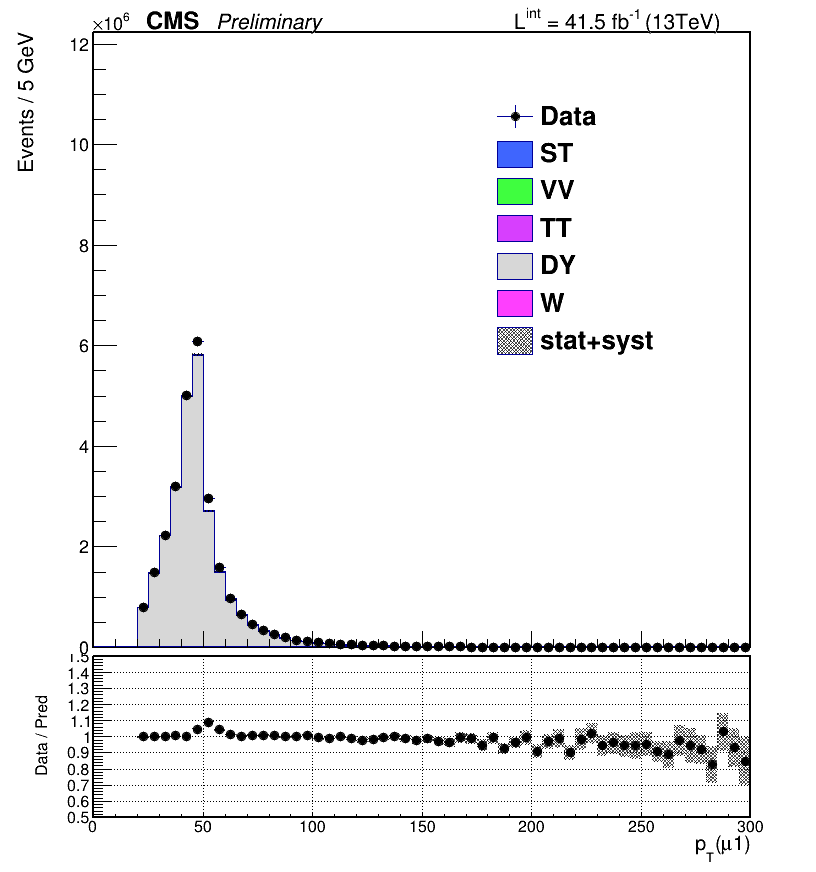 ×10⁶ CMS Preliminary L^int = 41.5 fb⁻¹ (13TeV)
Events / 5 GeV
12
10
8
6
4
2
0
Data
ST
VV
TT
DY
W
stat+syst
Data / Pred
1.5
1.4
1.3
1.2
1.1
1
0.9
0.8
0.7
0.6
0.5
0 50 100 150 200 250 300
p_T(μ1)